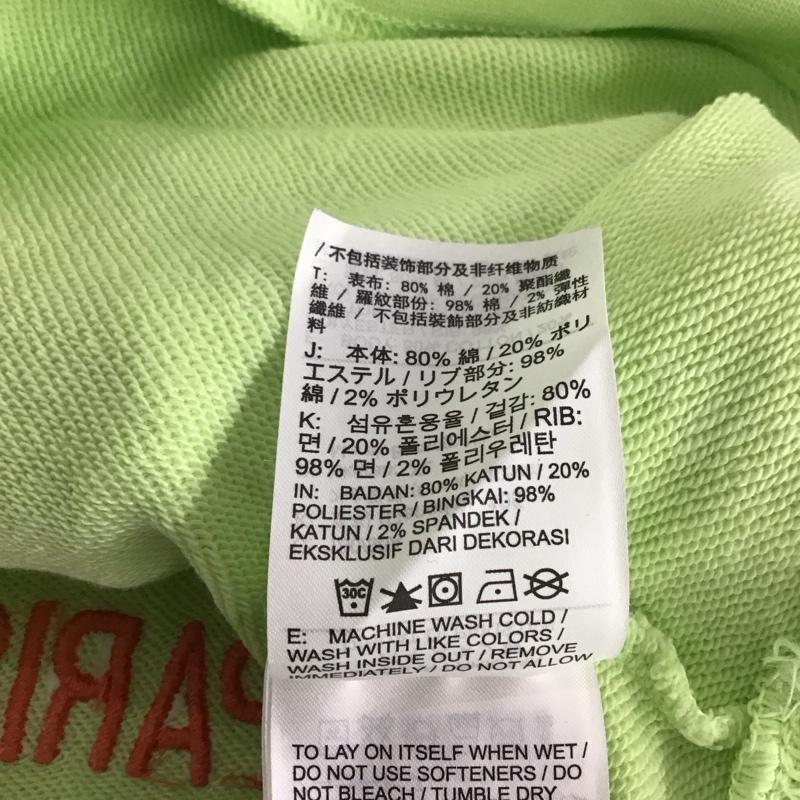 / 不包括装饰部分及非纤维物质
T: 表布: 80% 棉 / 20% 聚酯纖
維 / 羅紋部份: 98% 棉 / 2% 彈性
纖維 / 不包括裝飾部分及非紡織材
料
J: 本体: 80% 綿 / 20% ポリ
エステル / リブ部分: 98%
綿 / 2% ポリウレタン
K: 섬유혼용율 / 겉감: 80%
면 / 20% 폴리에스터 / RIB:
98% 면 / 2% 폴리우레탄
IN: BADAN: 80% KATUN / 20%
POLIESTER / BINGKAI: 98%
KATUN / 2% SPANDEK /
EKSKLUSIF DARI DEKORASI
30C
E: MACHINE WASH COLD /
WASH WITH LIKE COLORS /
WASH INSIDE OUT / REMOVE
IMMEDIATELY / DO NOT ALLOW
TO LAY ON ITSELF WHEN WET /
DO NOT USE SOFTENERS / DO
NOT BLEACH / TUMBLE DRY
PARIS